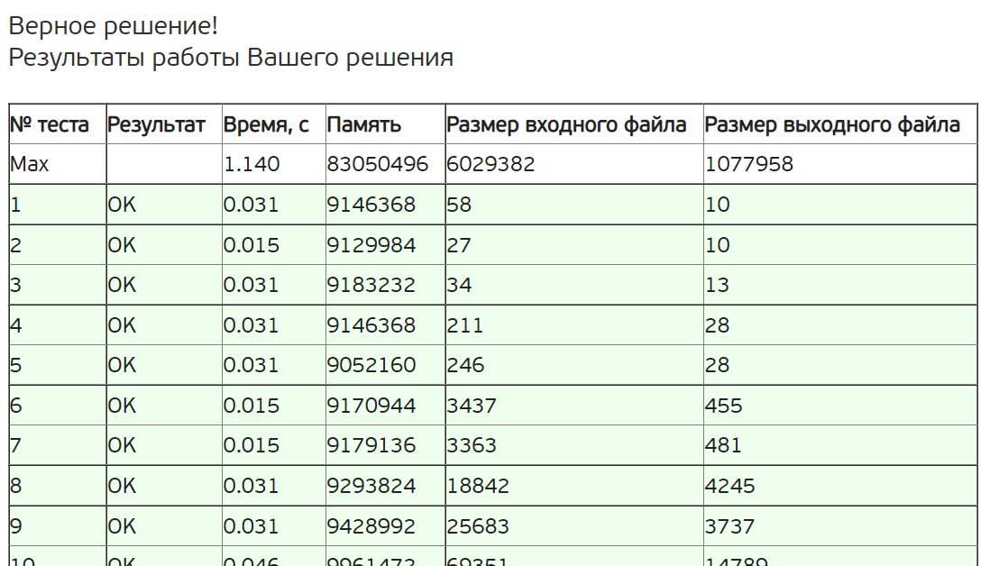 Верное решение!
Результаты работы Вашего решения
№ теста Результат Время, с Память Размер входного файла Размер выходного файла
Max 1.140 83050496 6029382 1077958
1 OK 0.031 9146368 58 10
2 OK 0.015 9129984 27 10
3 OK 0.031 9183232 34 13
4 OK 0.031 9146368 211 28
5 OK 0.031 9052160 246 28
6 OK 0.015 9170944 3437 455
7 OK 0.015 9179136 3363 481
8 OK 0.031 9293824 18842 4245
9 OK 0.031 9428992 25683 3737
10 OK 0.046 9961472 69351 14789